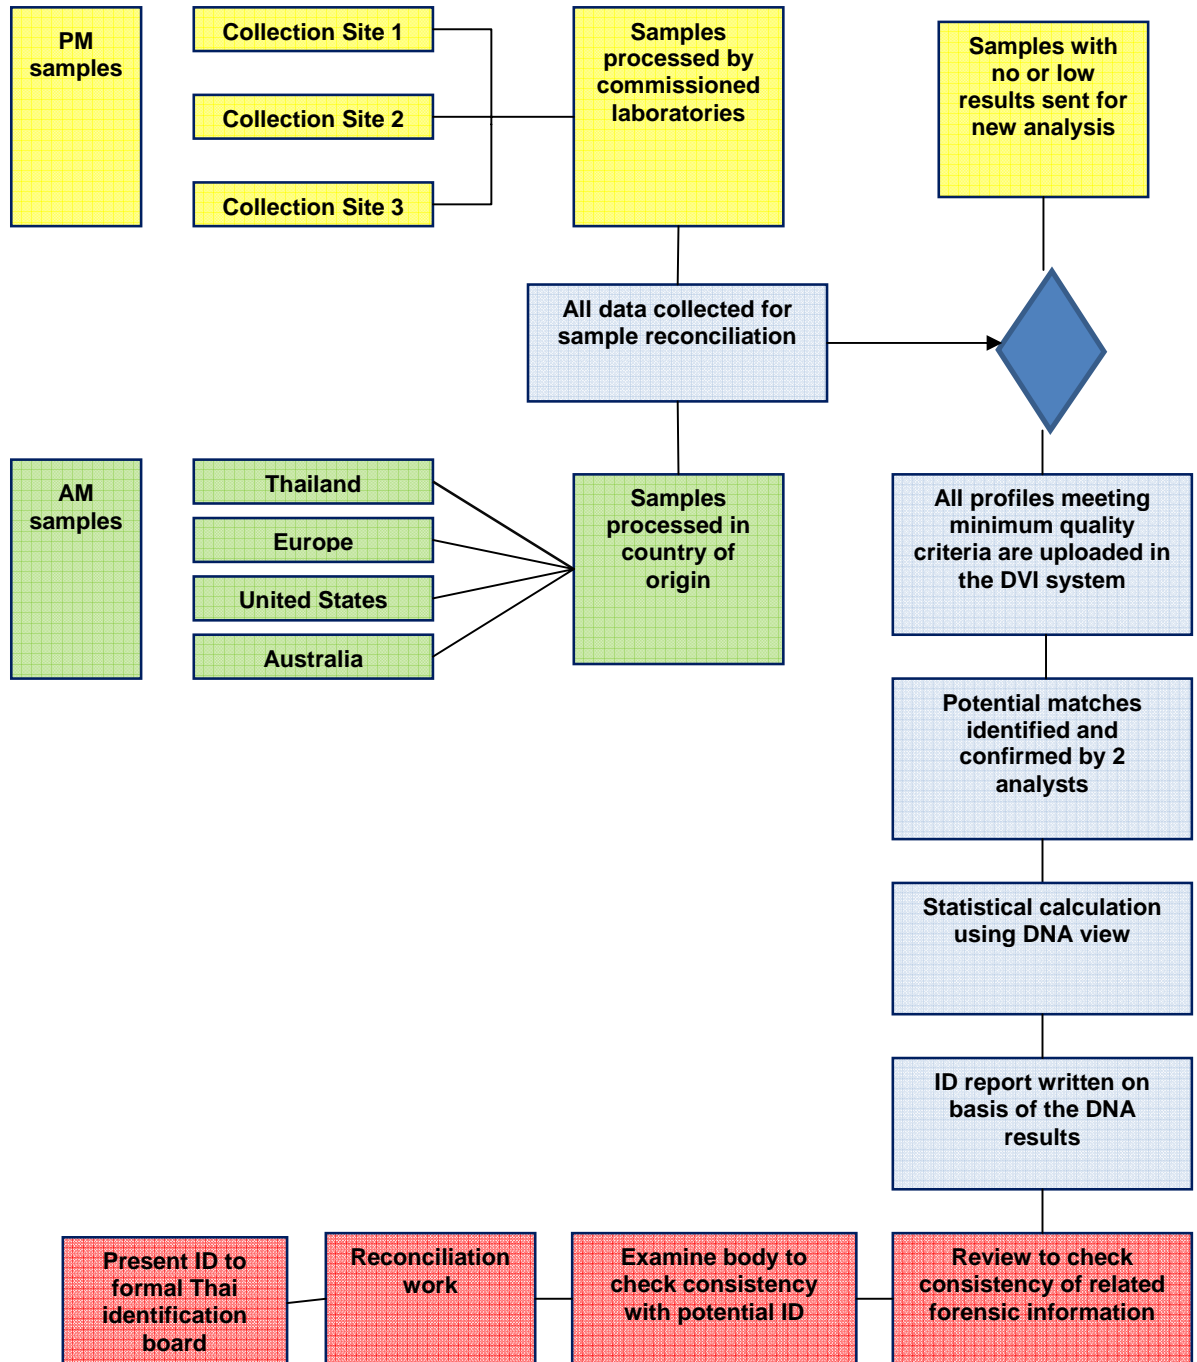 PM
samples
Collection Site 1
Collection Site 2
Collection Site 3
Samples
processed by
commissioned
laboratories
Samples with
no or low
results sent for
new analysis
All data collected for
sample reconciliation
AM
samples
Thailand
Europe
United States
Australia
Samples
processed in
country of
origin
All profiles meeting
minimum quality
criteria are uploaded in
the DVI system
Potential matches
identified and
confirmed by 2
analysts
Statistical calculation
using DNA view
ID report written on
basis of the DNA
results
Present ID to
formal Thai
identification
board
Reconciliation
work
Examine body to
check consistency
with potential ID
Review to check
consistency of related
forensic information